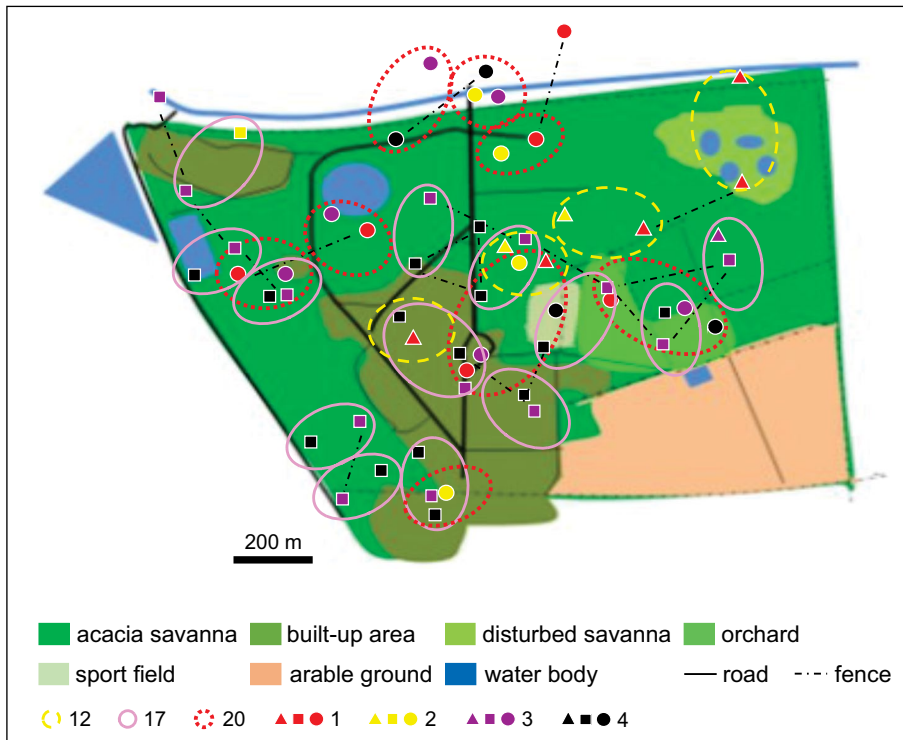 200 m
acacia savanna built-up area disturbed savanna orchard
sport field arable ground water body road fence
12 17 20 1 2 3 4